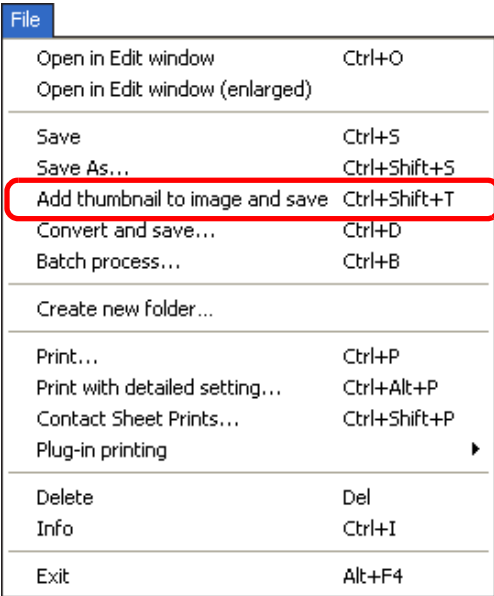 File
Open in Edit window Ctrl+O
Open in Edit window (enlarged)
Save Ctrl+S
Save As... Ctrl+Shift+S
Add thumbnail to image and save Ctrl+Shift+T
Convert and save... Ctrl+D
Batch process... Ctrl+B
Create new folder...
Print... Ctrl+P
Print with detailed setting... Ctrl+Alt+P
Contact Sheet Prints... Ctrl+Shift+P
Plug-in printing
Delete Del
Info Ctrl+I
Exit Alt+F4